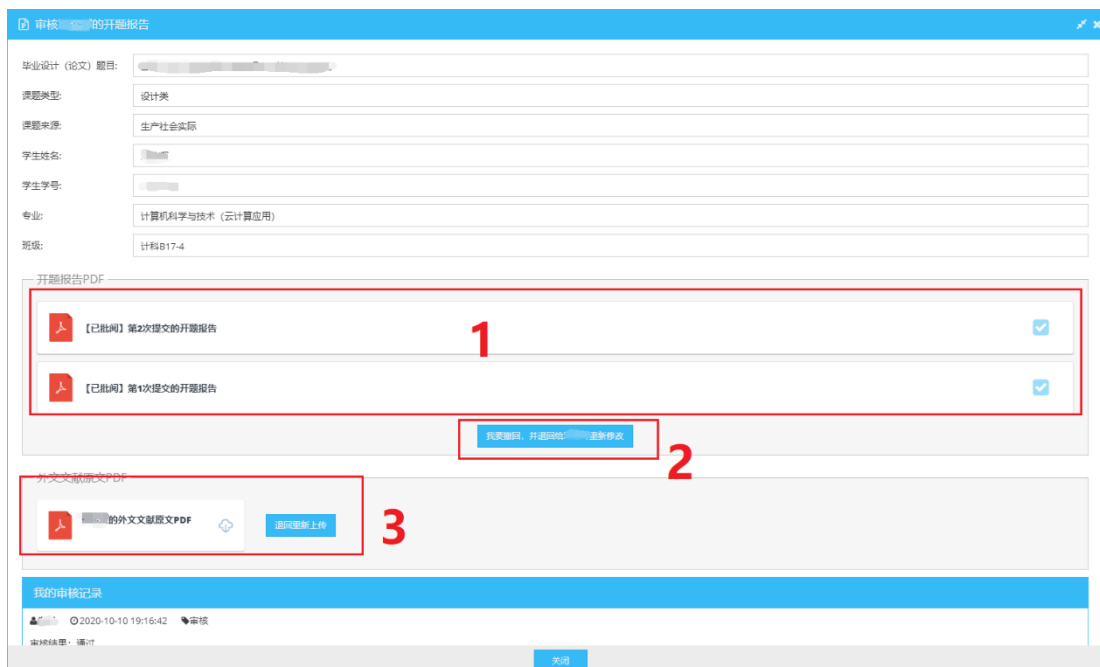 审核 的开题报告
毕业设计（论文）题目:
课题类型: 设计类
课题来源: 生产社会实际
学生姓名:
学生学号:
专业: 计算机科学与技术（云计算应用）
班级: 计科B17-4
开题报告PDF
【已批阅】第2次提交的开题报告
1
【已批阅】第1次提交的开题报告
我要撤回，并退回给 重新修改
2
外文文献原文PDF
的外文文献原文PDF 退回重新上传
3
我的审核记录
2020-10-10 19:16:42 审核
审核结果：通过
关闭